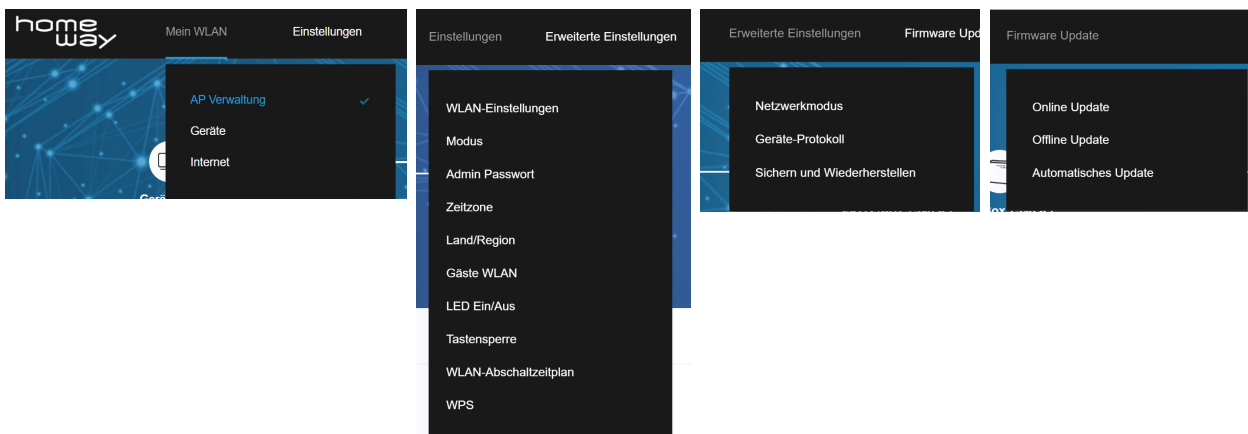 home
way
Mein WLAN
Einstellungen
AP Verwaltung
Geräte
Internet
Einstellungen
Erweiterte Einstellungen
WLAN-Einstellungen
Modus
Admin Passwort
Zeitzone
Land/Region
Gäste WLAN
LED Ein/Aus
Tastensperre
WLAN-Abschaltzeitplan
WPS
Erweiterte Einstellungen
Firmware Upd
Netzwerkmodus
Geräte-Protokoll
Sichern und Wiederherstellen
Firmware Update
Online Update
Offline Update
Automatisches Update